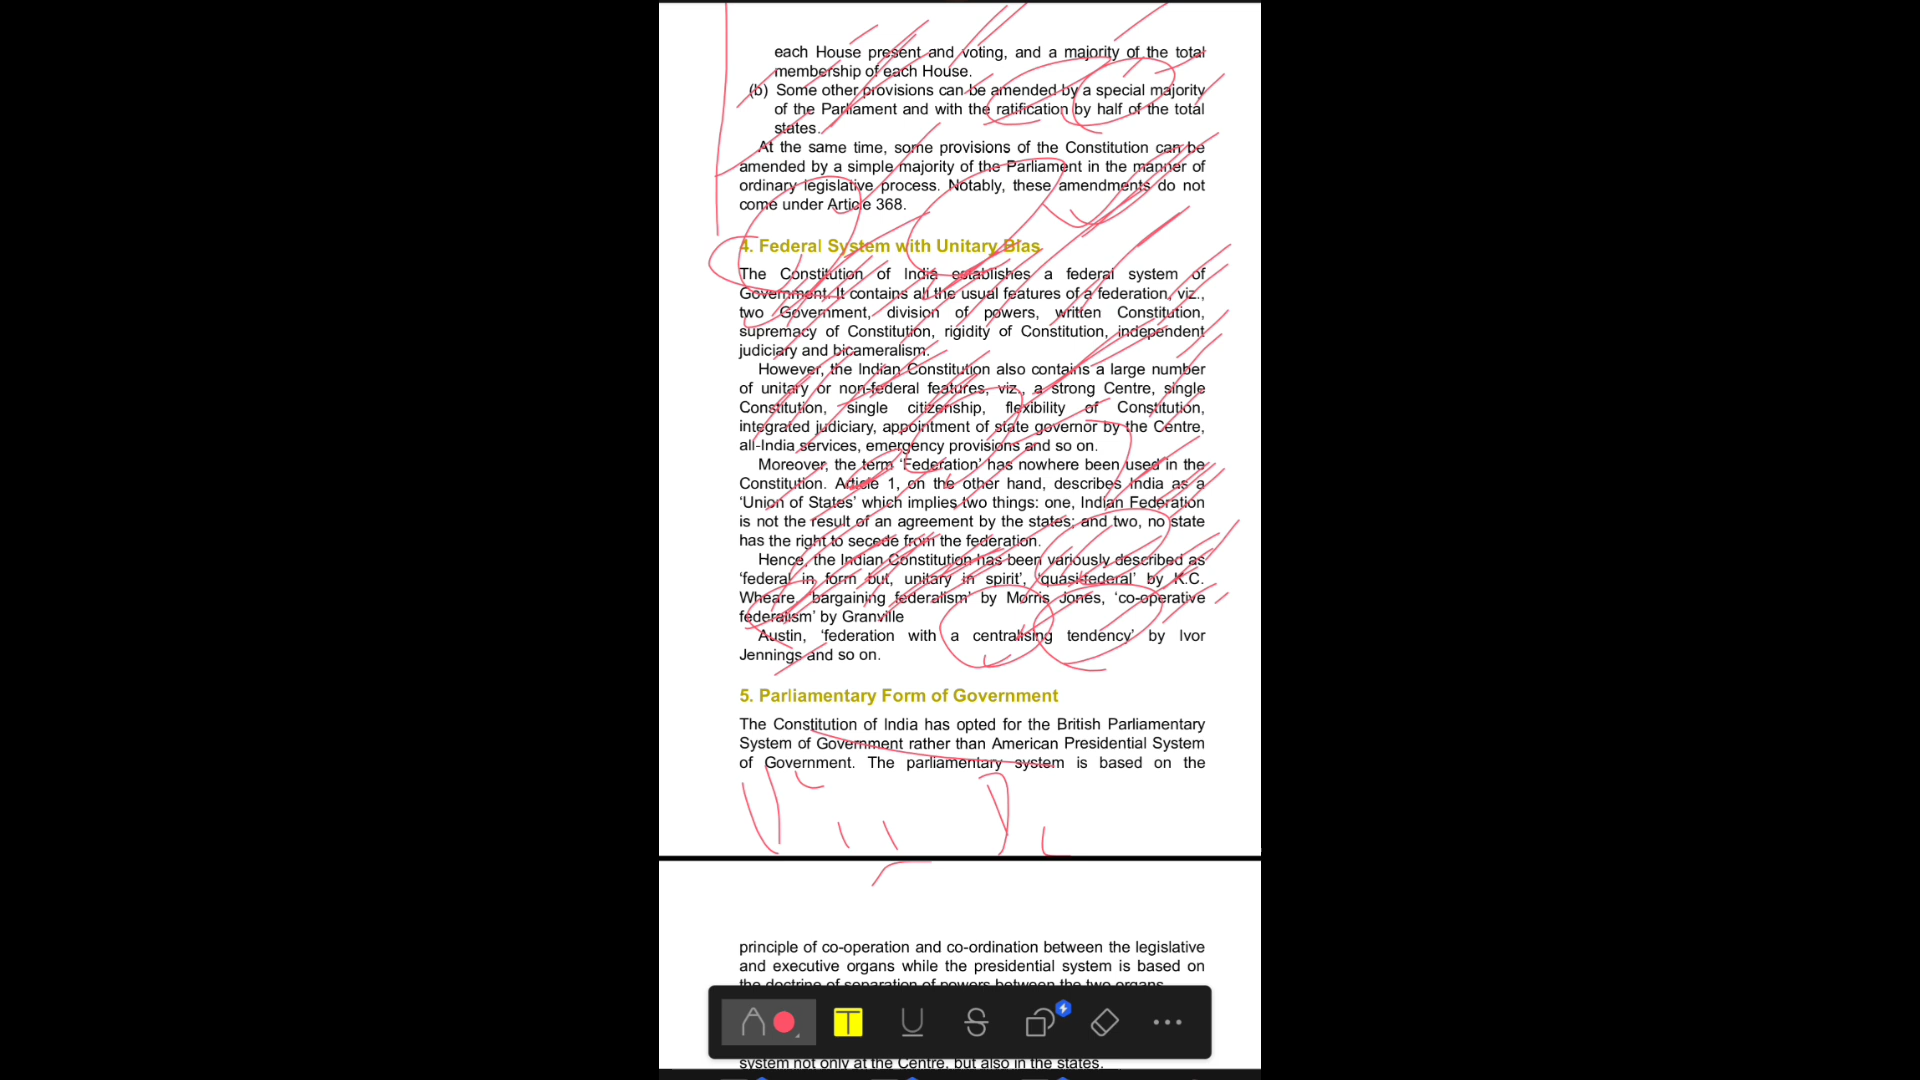 each House present and voting, and a majority of the total
membership of each House.
(b) Some other provisions can be amended by a special majority
of the Parliament and with the ratification by half of the total
states.
At the same time, some provisions of the Constitution can be
amended by a simple majority of the Parliament in the manner of
ordinary legislative process. Notably, these amendments do not
come under Article 368.
4. Federal System with Unitary Bias
The Constitution of India establishes a federal system of
Government. It contains all the usual features of a federation, viz.,
two Government, division of powers, written Constitution,
supremacy of Constitution, rigidity of Constitution, independent
judiciary and bicameralism.
However, the Indian Constitution also contains a large number
of unitary or non-federal features, viz., a strong Centre, single
Constitution, single citizenship, flexibility of Constitution,
integrated judiciary, appointment of state governor by the Centre,
all-India services, emergency provisions and so on.
Moreover, the term ‘Federation’ has nowhere been used in the
Constitution. Article 1, on the other hand, describes India as a
‘Union of States’ which implies two things: one, Indian Federation
is not the result of an agreement by the states; and two, no state
has the right to secede from the federation.
Hence, the Indian Constitution has been variously described as
‘federal in form but, unitary in spirit’, ‘quasi-federal’ by K.C.
Wheare, ‘bargaining federalism’ by Morris Jones, ‘co-operative
federalism’ by Granville
Austin, ‘federation with a centralising tendency’ by Ivor
Jennings and so on.
5. Parliamentary Form of Government
The Constitution of India has opted for the British Parliamentary
System of Government rather than American Presidential System
of Government. The parliamentary system is based on the
principle of co-operation and co-ordination between the legislative
and executive organs while the presidential system is based on
the doctrine of separation of powers between the two organs.
system not only at the Centre, but also in the states.